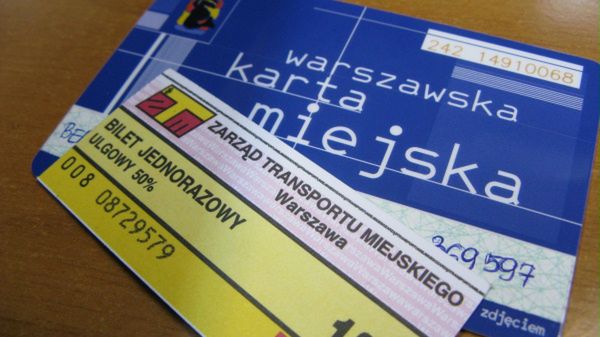 242 14910068
warszawska
karta
miejska
369597
zdjęciem
ZTM
ZARZĄD TRANSPORTU MIEJSKIEGO
Warszawa
BILET JEDNORAZOWY
ULGOWY 50%
008 08729579